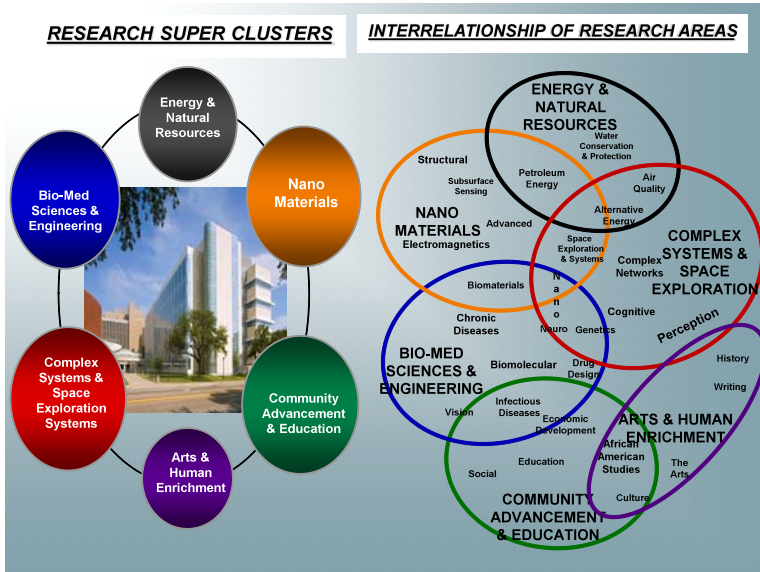 RESEARCH SUPER CLUSTERS
Energy &
Natural
Resources
Nano
Materials
Bio-Med
Sciences &
Engineering
Complex
Systems &
Space
Exploration
Systems
Community
Advancement
& Education
Arts &
Human
Enrichment
INTERRELATIONSHIP OF RESEARCH AREAS
ENERGY &
NATURAL
RESOURCES
Water
Conservation
& Protection
Structural
Petroleum
Energy
Air
Quality
Subsurface
Sensing
Alternative
Energy
NANO
MATERIALS
Advanced
Electromagnetics
Space
Exploration
& Systems
COMPLEX
SYSTEMS &
SPACE
EXPLORATION
Complex
Networks
Biomaterials
N
a
n
o
Chronic
Diseases
Neuro
Genetics
Cognitive
Perception
BIO-MED
SCIENCES &
ENGINEERING
Biomolecular
Drug
Design
History
Writing
Infectious
Diseases
Vision
Economic
Development
ARTS & HUMAN
ENRICHMENT
African
American
Studies
Education
Social
The
Arts
Culture
COMMUNITY
ADVANCEMENT
& EDUCATION